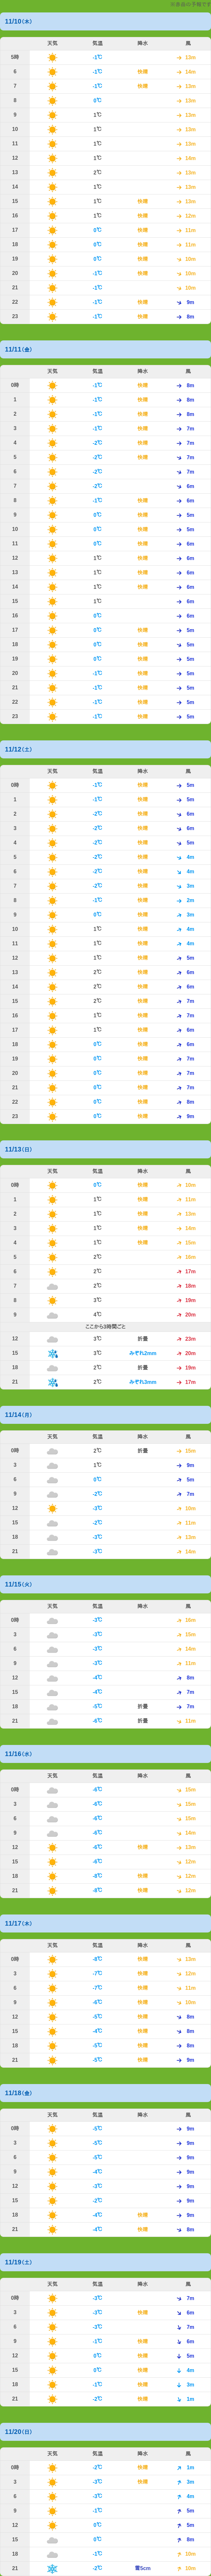 11/10(木)
天気 気温 降水 風
5時 -1℃ 13m
6 -1℃ 快晴 14m
7 -1℃ 快晴 13m
8 0℃ 13m
9 1℃ 13m
10 1℃ 13m
11 1℃ 13m
12 1℃ 14m
13 2℃ 13m
14 1℃ 13m
15 1℃ 快晴 13m
16 1℃ 快晴 12m
17 0℃ 快晴 11m
18 0℃ 快晴 11m
19 0℃ 快晴 10m
20 -1℃ 快晴 10m
21 -1℃ 快晴 10m
22 -1℃ 快晴 9m
23 -1℃ 快晴 8m
11/11(金)
天気 気温 降水 風
0時 -1℃ 快晴 8m
1 -1℃ 快晴 8m
2 -1℃ 快晴 8m
3 -1℃ 快晴 7m
4 -2℃ 快晴 7m
5 -2℃ 快晴 7m
6 -2℃ 7m
7 -2℃ 6m
8 -1℃ 快晴 6m
9 0℃ 快晴 5m
10 0℃ 快晴 5m
11 0℃ 快晴 6m
12 1℃ 快晴 6m
13 1℃ 快晴 6m
14 1℃ 快晴 6m
15 1℃ 6m
16 0℃ 6m
17 0℃ 快晴 5m
18 0℃ 快晴 5m
19 0℃ 快晴 5m
20 -1℃ 快晴 5m
21 -1℃ 快晴 5m
22 -1℃ 快晴 5m
23 -1℃ 快晴 5m
11/12(土)
天気 気温 降水 風
0時 -1℃ 快晴 5m
1 -1℃ 快晴 5m
2 -2℃ 快晴 6m
3 -2℃ 快晴 6m
4 -2℃ 快晴 5m
5 -2℃ 快晴 4m
6 -2℃ 快晴 4m
7 -2℃ 快晴 3m
8 -1℃ 快晴 2m
9 0℃ 快晴 3m
10 1℃ 快晴 4m
11 1℃ 快晴 4m
12 1℃ 快晴 5m
13 2℃ 快晴 6m
14 2℃ 快晴 6m
15 2℃ 快晴 7m
16 1℃ 快晴 7m
17 1℃ 快晴 6m
18 0℃ 快晴 6m
19 0℃ 快晴 7m
20 0℃ 快晴 7m
21 0℃ 快晴 7m
22 0℃ 快晴 8m
23 0℃ 快晴 9m
11/13(日)
天気 気温 降水 風
0時 0℃ 快晴 10m
1 1℃ 快晴 11m
2 1℃ 快晴 13m
3 1℃ 快晴 14m
4 1℃ 快晴 15m
5 2℃ 16m
6 2℃ 17m
7 2℃ 18m
8 3℃ 19m
9 4℃ 20m
ここから3時間ごと
12 3℃ 折畳 23m
15 3℃ みぞれ2mm 20m
18 2℃ 折畳 19m
21 2℃ みぞれ3mm 17m
11/14(月)
天気 気温 降水 風
0時 2℃ 折畳 15m
3 1℃ 9m
6 0℃ 5m
9 -2℃ 7m
12 -3℃ 10m
15 -2℃ 11m
18 -3℃ 13m
21 -3℃ 14m
11/15(火)
天気 気温 降水 風
0時 -3℃ 16m
3 -3℃ 15m
6 -3℃ 14m
9 -3℃ 11m
12 -4℃ 8m
15 -4℃ 7m
18 -5℃ 折畳 7m
21 -6℃ 折畳 11m
11/16(水)
天気 気温 降水 風
0時 -6℃ 15m
3 -6℃ 15m
6 -6℃ 15m
9 -6℃ 14m
12 -6℃ 快晴 13m
15 -6℃ 12m
18 -8℃ 快晴 12m
21 -8℃ 快晴 12m
11/17(木)
天気 気温 降水 風
0時 -8℃ 快晴 13m
3 -7℃ 快晴 12m
6 -7℃ 快晴 11m
9 -6℃ 快晴 10m
12 -5℃ 快晴 8m
15 -4℃ 快晴 8m
18 -5℃ 快晴 8m
21 -5℃ 快晴 9m
11/18(金)
天気 気温 降水 風
0時 -5℃ 9m
3 -5℃ 9m
6 -5℃ 9m
9 -4℃ 9m
12 -3℃ 9m
15 -2℃ 9m
18 -4℃ 快晴 9m
21 -4℃ 快晴 8m
11/19(土)
天気 気温 降水 風
0時 -3℃ 7m
3 -3℃ 快晴 6m
6 -3℃ 7m
9 -1℃ 快晴 6m
12 0℃ 5m
15 0℃ 4m
18 -1℃ 快晴 3m
21 -2℃ 快晴 1m
11/20(日)
天気 気温 降水 風
0時 -2℃ 快晴 1m
3 -3℃ 快晴 3m
6 -3℃ 4m
9 -1℃ 5m
12 0℃ 5m
15 0℃ 8m
18 -1℃ 10m
21 -2℃ 雪5cm 10m